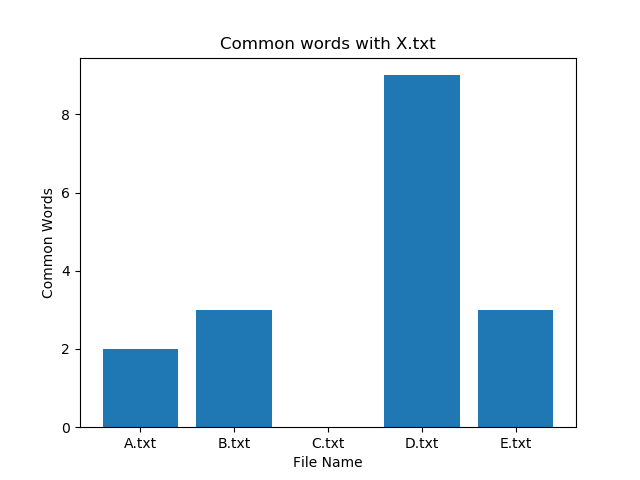 Common words with X.txt
8
6
4
2
0
Common Words
A.txt B.txt C.txt D.txt E.txt
File Name